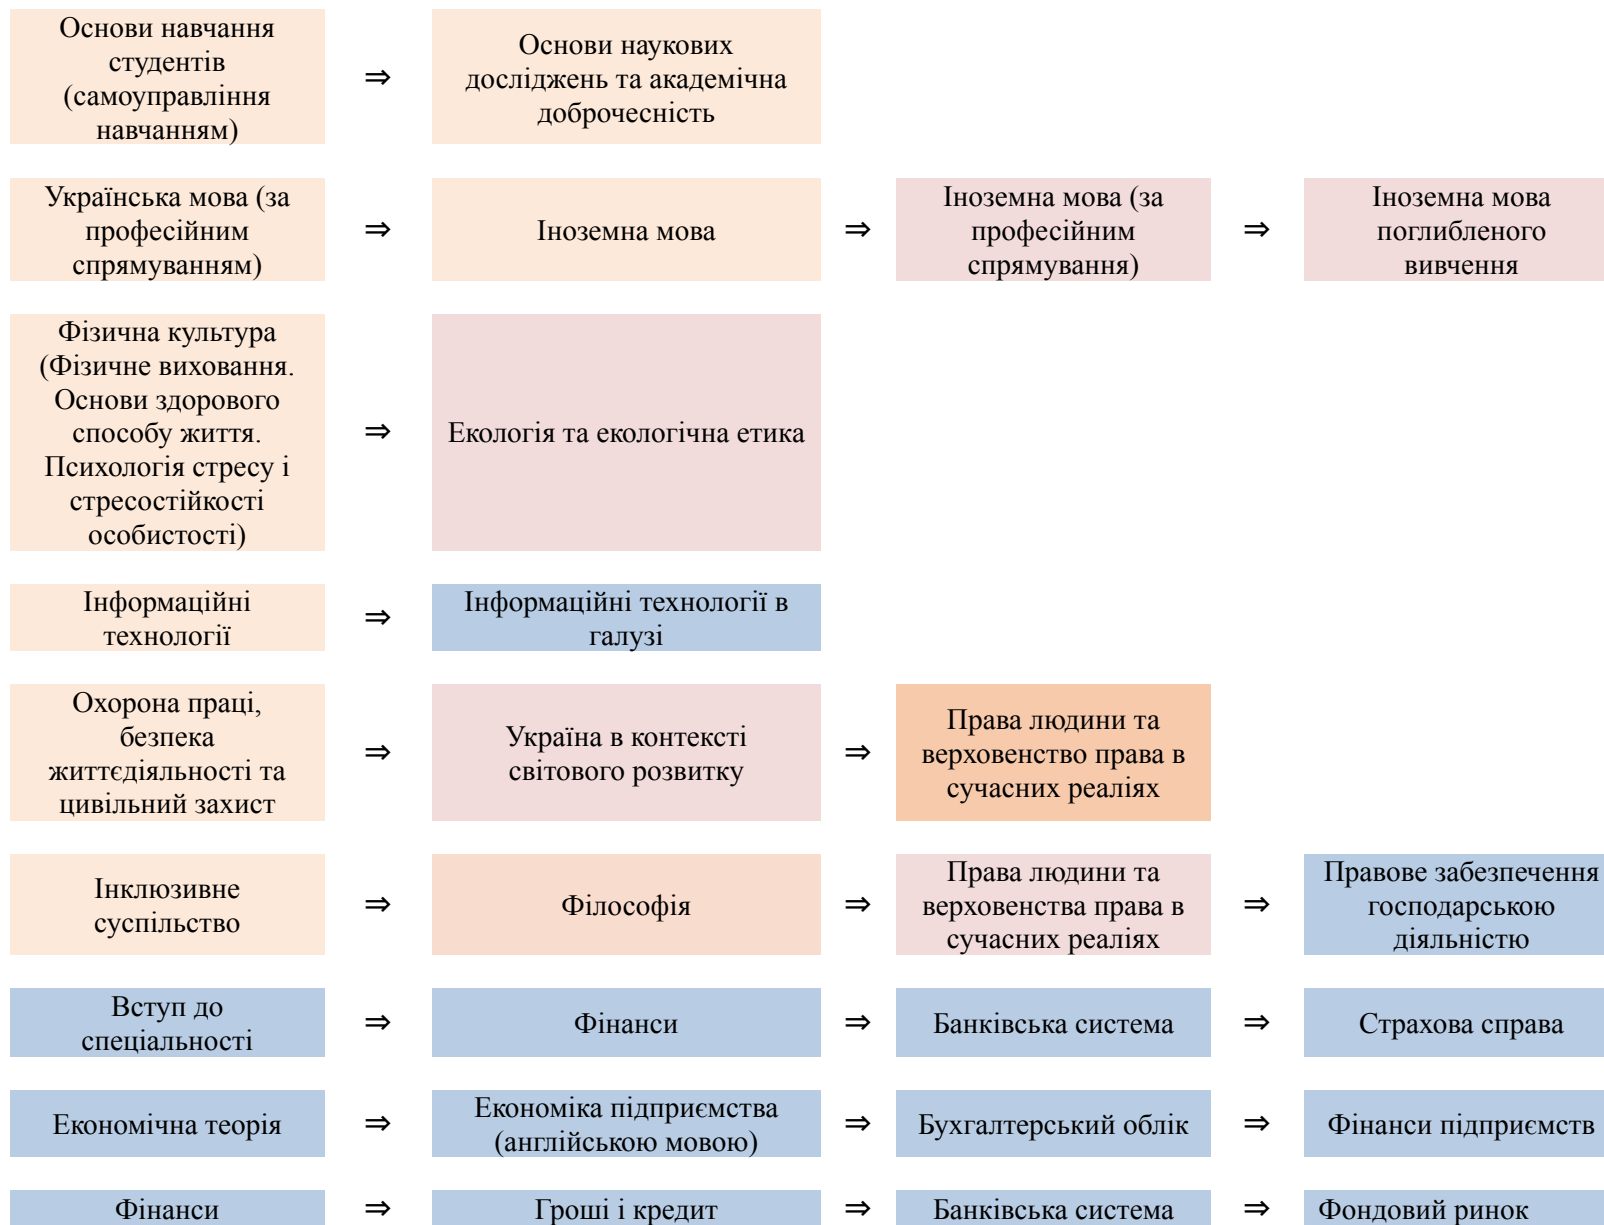 Основи навчання
студентів
(самоуправління
навчанням)
⇒
Основи наукових
досліджень та академічна
доброчесність
Українська мова (за
професійним
спрямуванням)
⇒
Іноземна мова
⇒
Іноземна мова (за
професійним
спрямування)
⇒
Іноземна мова
поглибленого
вивчення
Фізична культура
(Фізичне виховання.
Основи здорового
способу життя.
Психологія стресу і
стресостійкості
особистості)
⇒
Екологія та екологічна етика
Інформаційні
технології
⇒
Інформаційні технології в
галузі
Охорона праці,
безпека
життєдіяльності та
цивільний захист
⇒
Україна в контексті
світового розвитку
⇒
Права людини та
верховенство права в
сучасних реаліях
Інклюзивне
суспільство
⇒
Філософія
⇒
Права людини та
верховенства права в
сучасних реаліях
⇒
Правове забезпечення
господарською
діяльністю
Вступ до
спеціальності
⇒
Фінанси
⇒
Банківська система
⇒
Страхова справа
Економічна теорія
⇒
Економіка підприємства
(англійською мовою)
⇒
Бухгалтерський облік
⇒
Фінанси підприємств
Фінанси
⇒
Гроші і кредит
⇒
Банківська система
⇒
Фондовий ринок